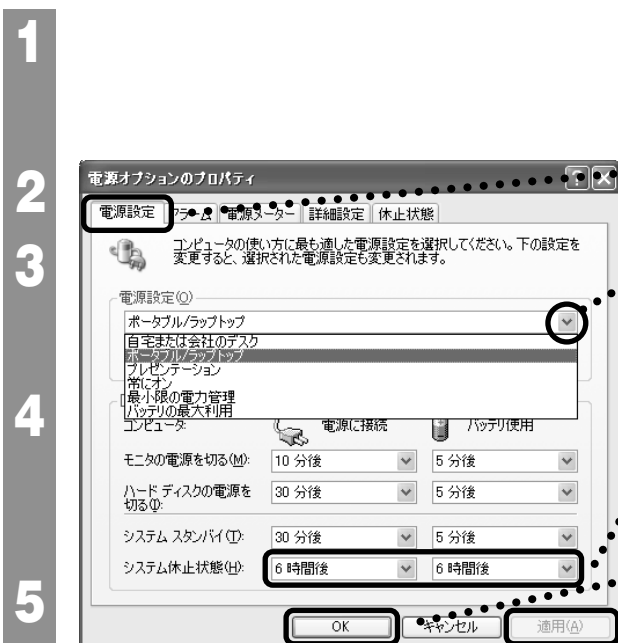 1
2
3
4
5
電源オプションのプロパティ
電源設定 アラーム 電源メーター 詳細設定 休止状態
コンピュータの使い方に最も適した電源設定を選択してください。下の設定を
変更すると、選択された電源設定も変更されます。
電源設定(O)
ポータブル/ラップトップ
自宅または会社のデスク
ポータブル/ラップトップ
プレゼンテーション
常にオン
最小限の電力管理
バッテリの最大利用
コンピュータ: 電源に接続 バッテリ使用
モニタの電源を切る(M): 10 分後 5 分後
ハード ディスクの電源を 30 分後 5 分後
切る(I):
システム スタンバイ(T): 30 分後 5 分後
システム休止状態(H): 6 時間後 6 時間後
OK キャンセル 適用(A)